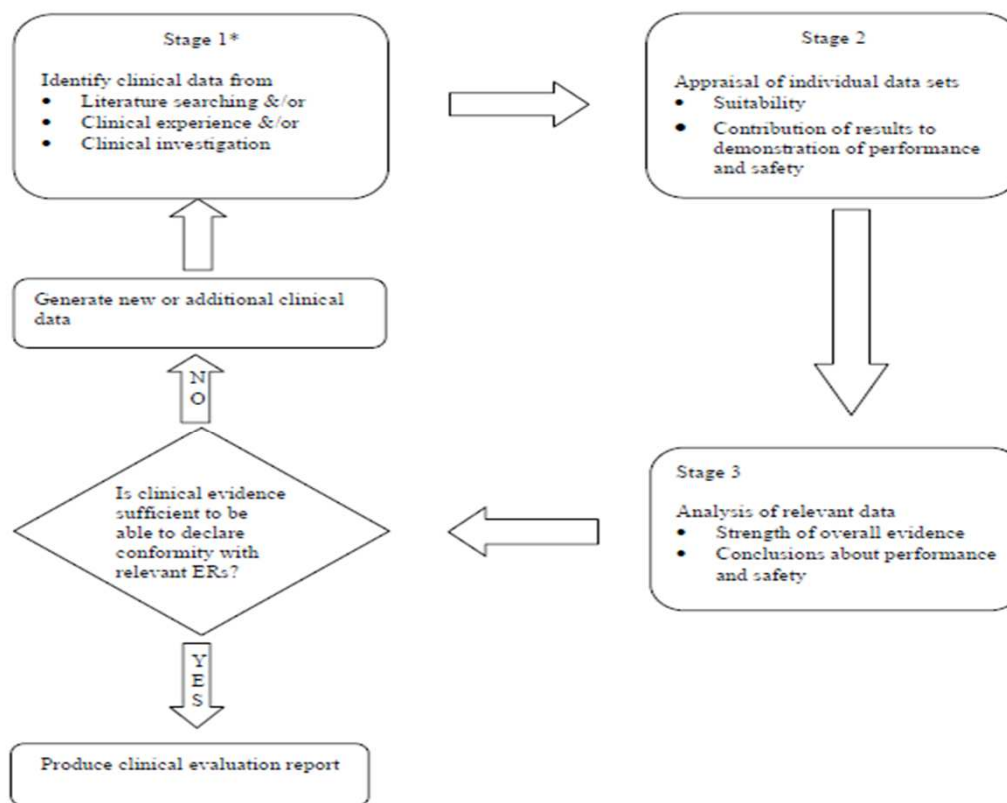 Stage 1*
Identify clinical data from
• Literature searching &/or
• Clinical experience &/or
• Clinical investigation
Stage 2
Appraisal of individual data sets
• Suitability
• Contribution of results to
demonstration of performance
and safety
Generate new or additional clinical
data
NO
Is clinical evidence
sufficient to be
able to declare
conformity with
relevant ERs?
Stage 3
Analysis of relevant data
• Strength of overall evidence
• Conclusions about performance
and safety
YES
Produce clinical evaluation report